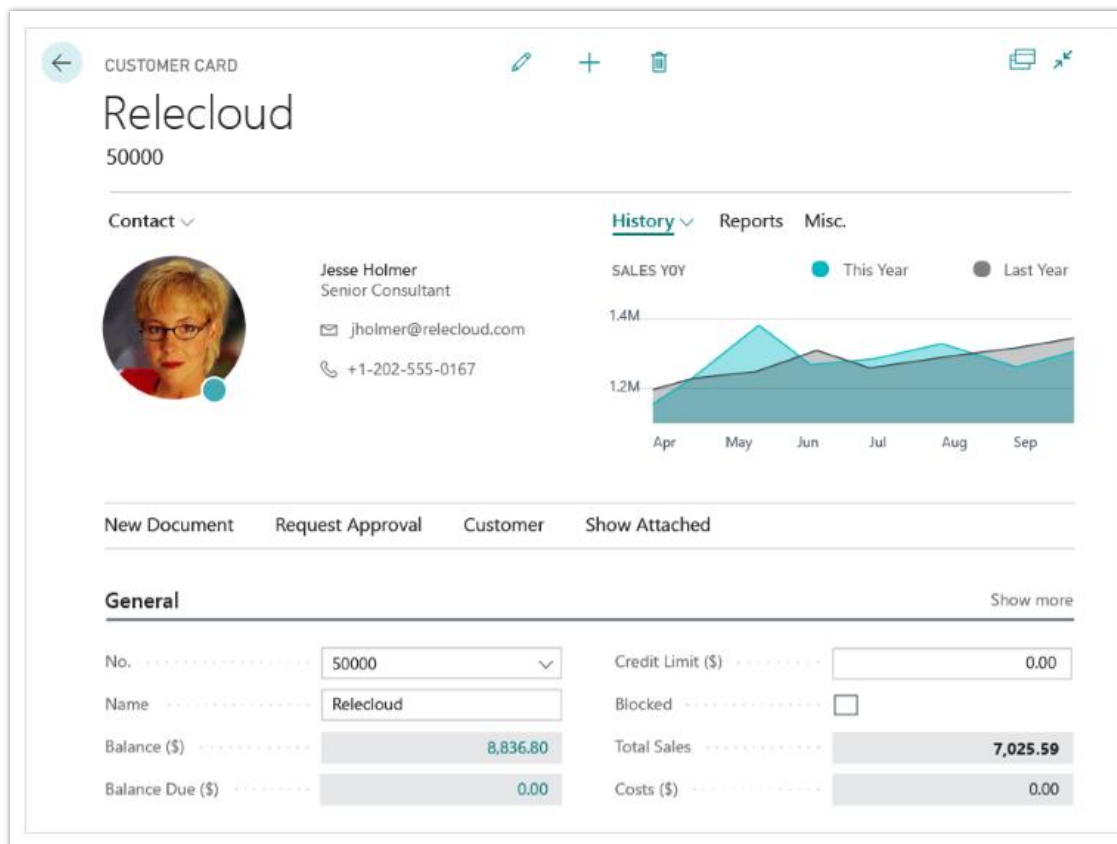 CUSTOMER CARD
Relecloud
50000
Contact
Jesse Holmer
Senior Consultant
jholmer@relecloud.com
+1-202-555-0167
History Reports Misc.
SALES YOY This Year Last Year
1.4M
1.2M
Apr May Jun Jul Aug Sep
New Document Request Approval Customer Show Attached
General Show more
No. 50000 Credit Limit ($) 0.00
Name Relecloud Blocked
Balance ($) 8,836.80 Total Sales 7,025.59
Balance Due ($) 0.00 Costs ($) 0.00